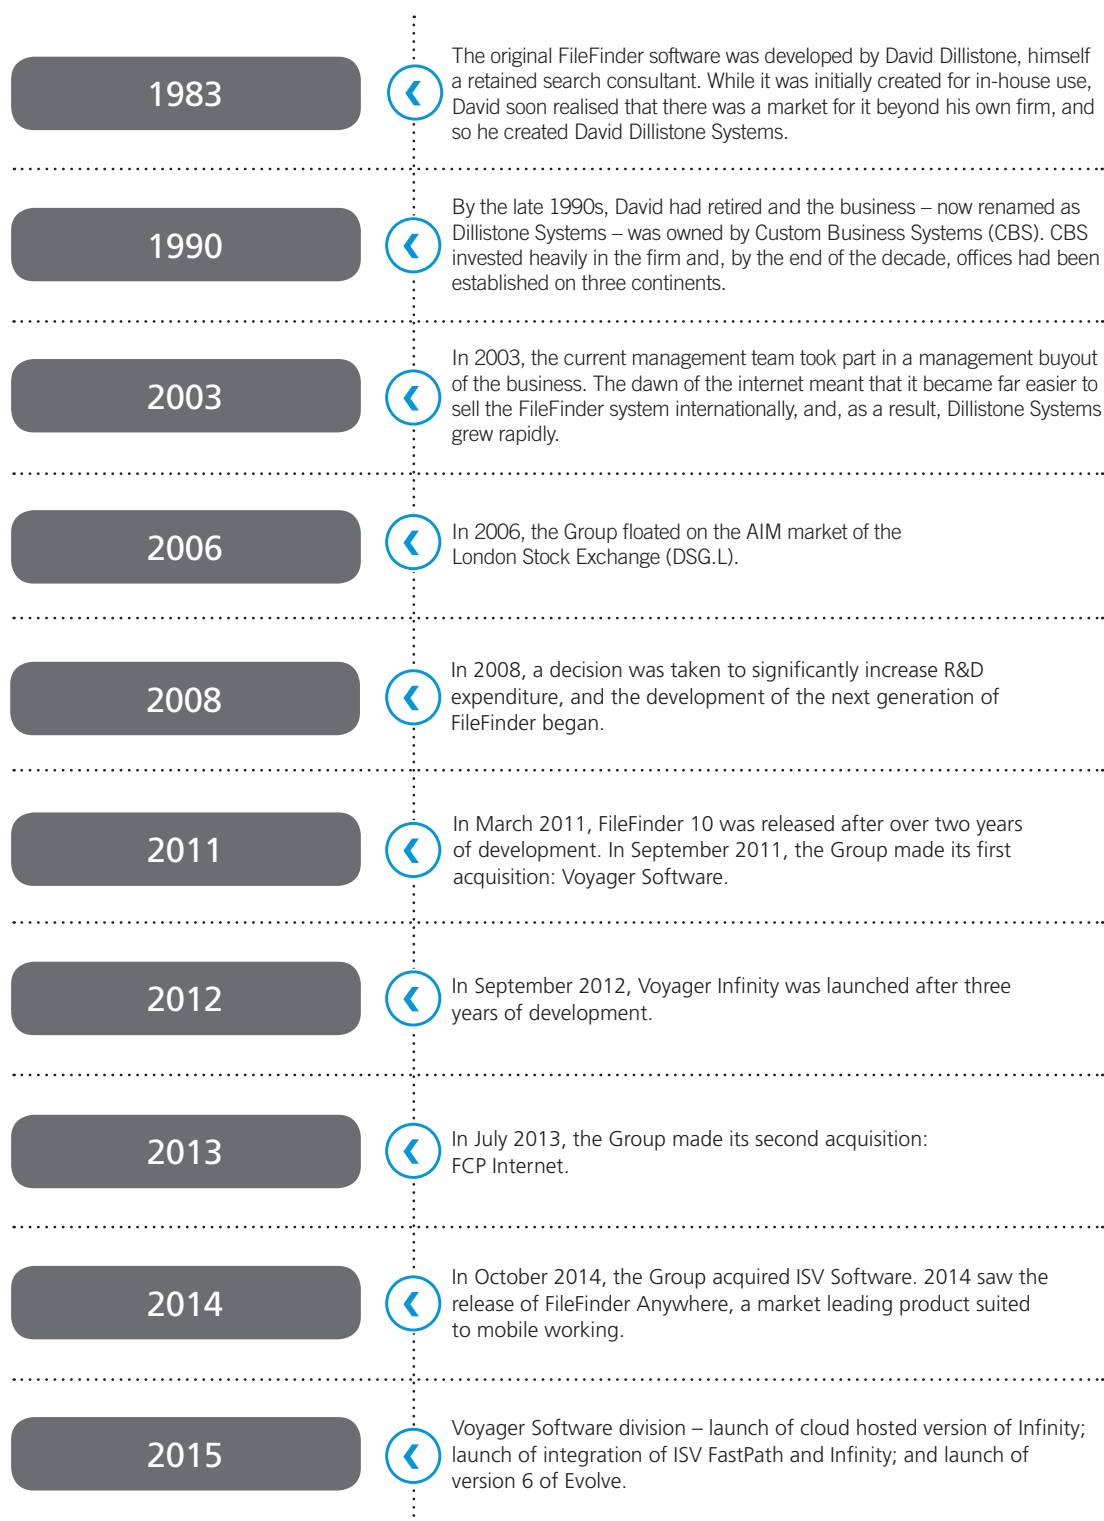 1983
The original FileFinder software was developed by David Dillistone, himself
a retained search consultant. While it was initially created for in-house use,
David soon realised that there was a market for it beyond his own firm, and
so he created David Dillistone Systems.
1990
By the late 1990s, David had retired and the business – now renamed as
Dillistone Systems – was owned by Custom Business Systems (CBS). CBS
invested heavily in the firm and, by the end of the decade, offices had been
established on three continents.
2003
In 2003, the current management team took part in a management buyout
of the business. The dawn of the internet meant that it became far easier to
sell the FileFinder system internationally, and, as a result, Dillistone Systems
grew rapidly.
2006
In 2006, the Group floated on the AIM market of the
London Stock Exchange (DSG.L).
2008
In 2008, a decision was taken to significantly increase R&D
expenditure, and the development of the next generation of
FileFinder began.
2011
In March 2011, FileFinder 10 was released after over two years
of development. In September 2011, the Group made its first
acquisition: Voyager Software.
2012
In September 2012, Voyager Infinity was launched after three
years of development.
2013
In July 2013, the Group made its second acquisition:
FCP Internet.
2014
In October 2014, the Group acquired ISV Software. 2014 saw the
release of FileFinder Anywhere, a market leading product suited
to mobile working.
2015
Voyager Software division – launch of cloud hosted version of Infinity;
launch of integration of ISV FastPath and Infinity; and launch of
version 6 of Evolve.